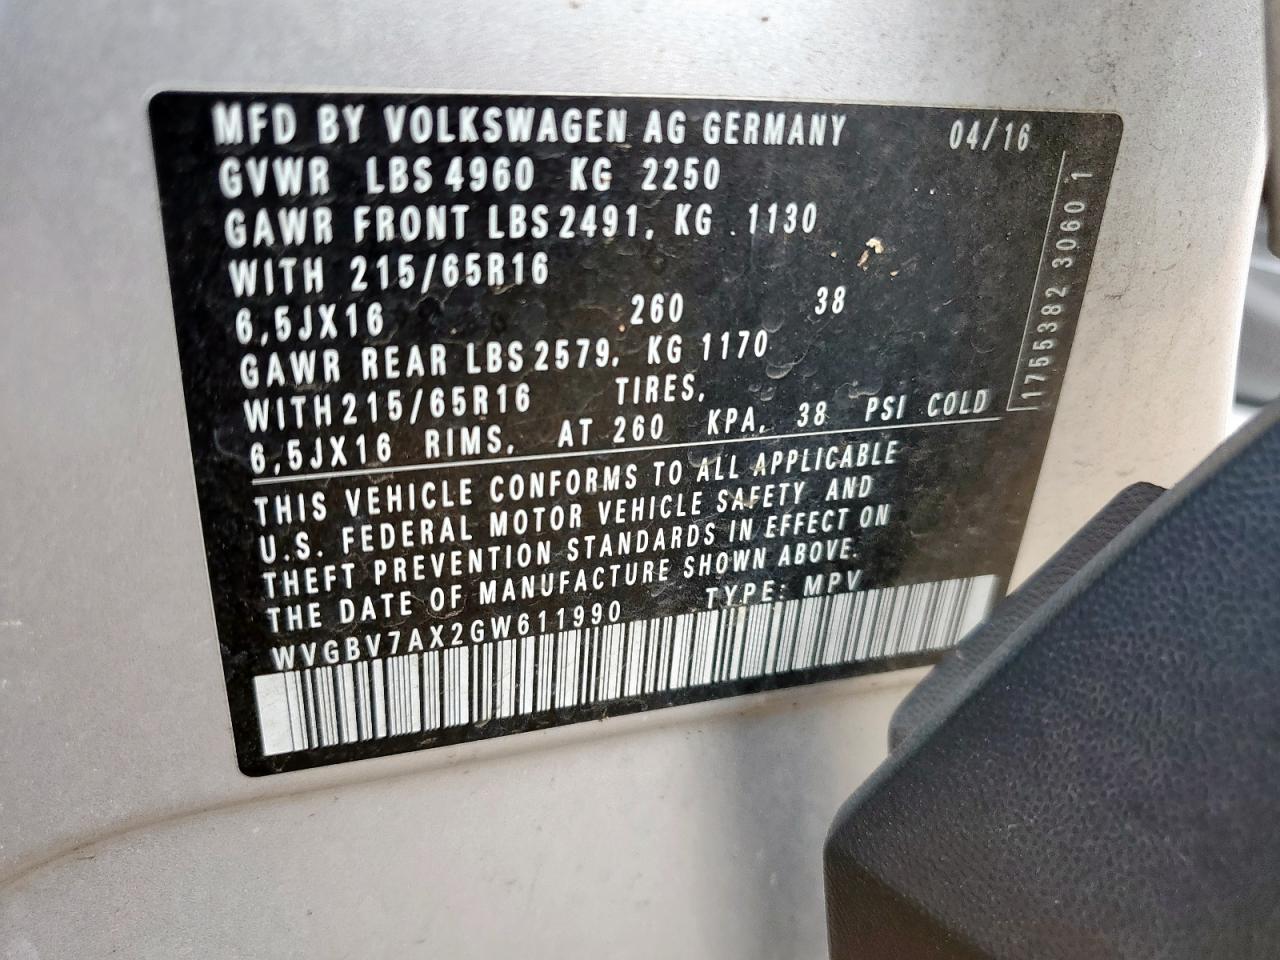 MFD BY VOLKSWAGEN AG GERMANY 04/16
GVWR LBS 4960 KG 2250
GAWR FRONT LBS 2491, KG 1130
WITH 215/65R16
6,5JX16 260 38
GAWR REAR LBS 2579, KG 1170
WITH 215/65R16 TIRES,
6,5JX16 RIMS, AT 260 KPA, 38 PSI COLD
THIS VEHICLE CONFORMS TO ALL APPLICABLE
U.S. FEDERAL MOTOR VEHICLE SAFETY AND
THEFT PREVENTION STANDARDS IN EFFECT ON
THE DATE OF MANUFACTURE SHOWN ABOVE.
WVGBV7AX2GW611990 TYPE: MPV
1755382 3060 1